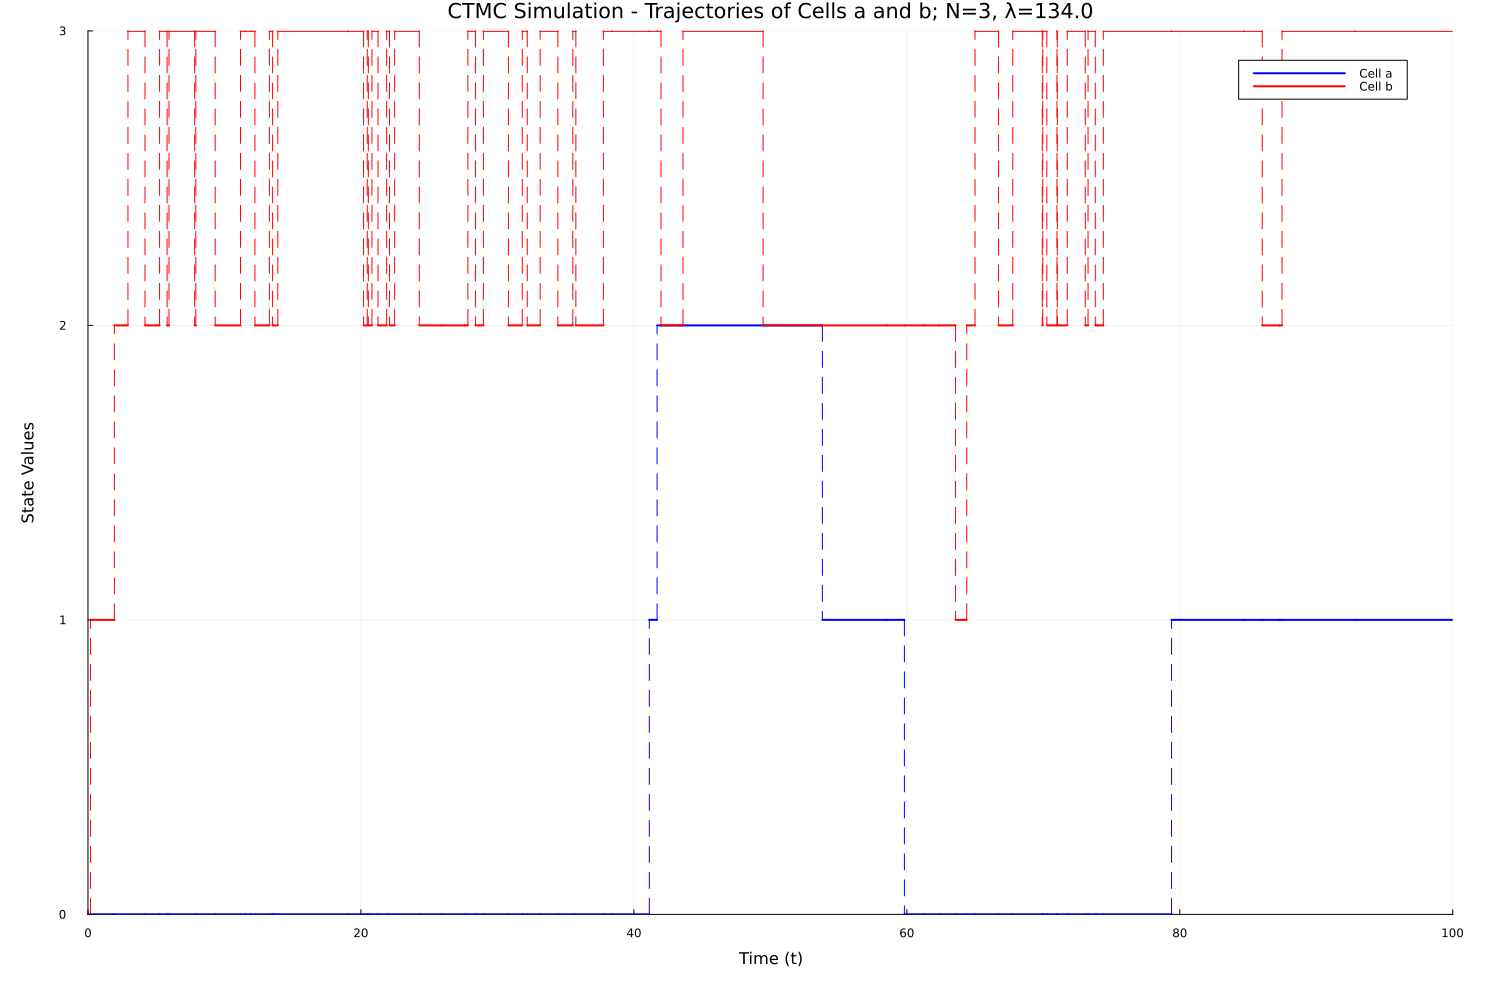 CTMC Simulation - Trajectories of Cells a and b; N=3, λ=134.0
3
Cell a
Cell b
2
State Values
1
0
0 20 40 60 80 100
Time (t)